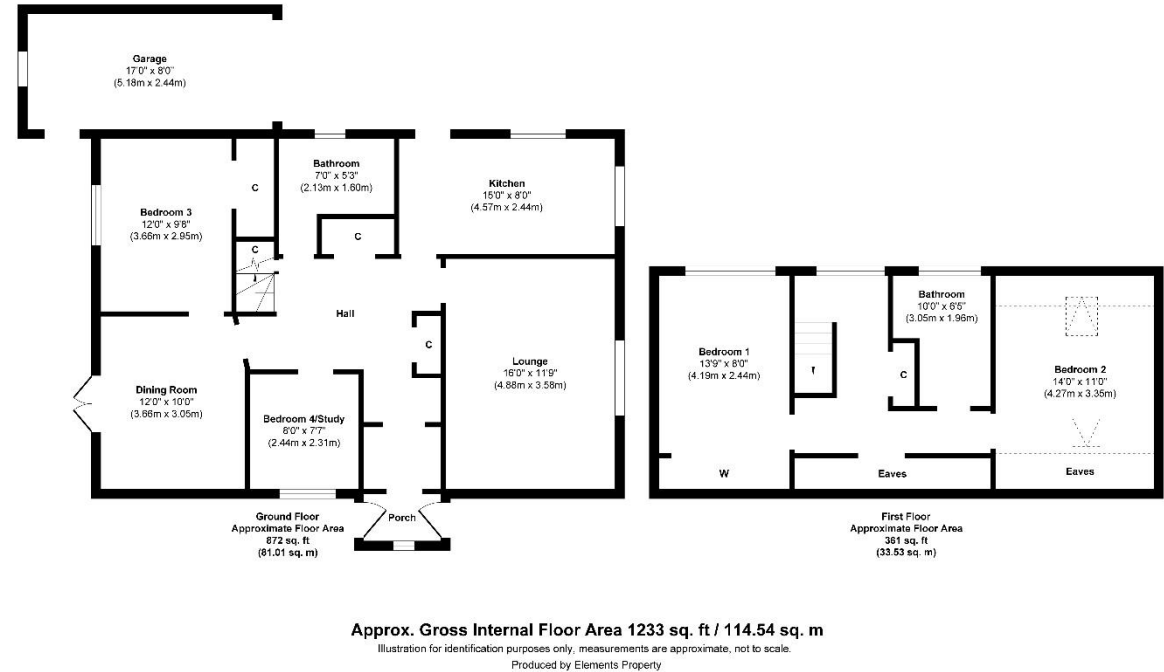 Garage
17'0" x 8'0"
(5.18m x 2.44m)
Bathroom
7'0" x 5'3"
(2.13m x 1.60m)
Kitchen
15'0" x 8'0"
(4.57m x 2.44m)
C
Bedroom 3
12'0" x 9'8"
(3.66m x 2.95m)
C
C
Hall
C
Lounge
16'0" x 11'9"
(4.88m x 3.58m)
Dining Room
12'0" x 10'0"
(3.66m x 3.05m)
Bedroom 4/Study
8'0" x 7'7"
(2.44m x 2.31m)
Porch
Ground Floor
Approximate Floor Area
872 sq. ft
(81.01 sq. m)
Bathroom
10'0" x 6'5"
(3.05m x 1.96m)
Bedroom 1
13'9" x 8'0"
(4.19m x 2.44m)
C
Bedroom 2
14'0" x 11'0"
(4.27m x 3.35m)
W
Eaves
Eaves
First Floor
Approximate Floor Area
361 sq. ft
(33.53 sq. m)
Approx. Gross Internal Floor Area 1233 sq. ft / 114.54 sq. m
Illustration for identification purposes only, measurements are approximate, not to scale.
Produced by Elements Property